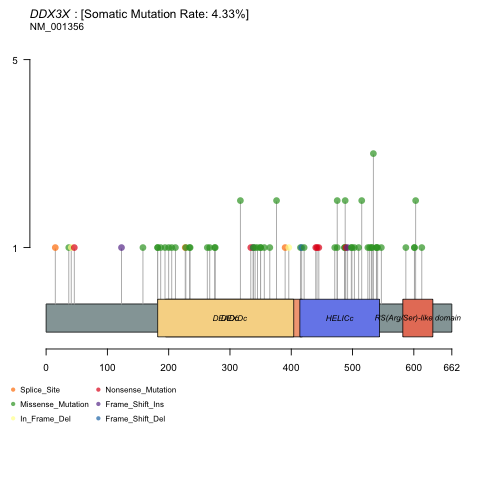 DDX3X : [Somatic Mutation Rate: 4.33%]
NM_001356
5
1
HELICc
RS(Arg/Ser)-like domain
0 100 200 300 400 500 600 662
Splice_Site Nonsense_Mutation
Missense_Mutation Frame_Shift_Ins
In_Frame_Del Frame_Shift_Del